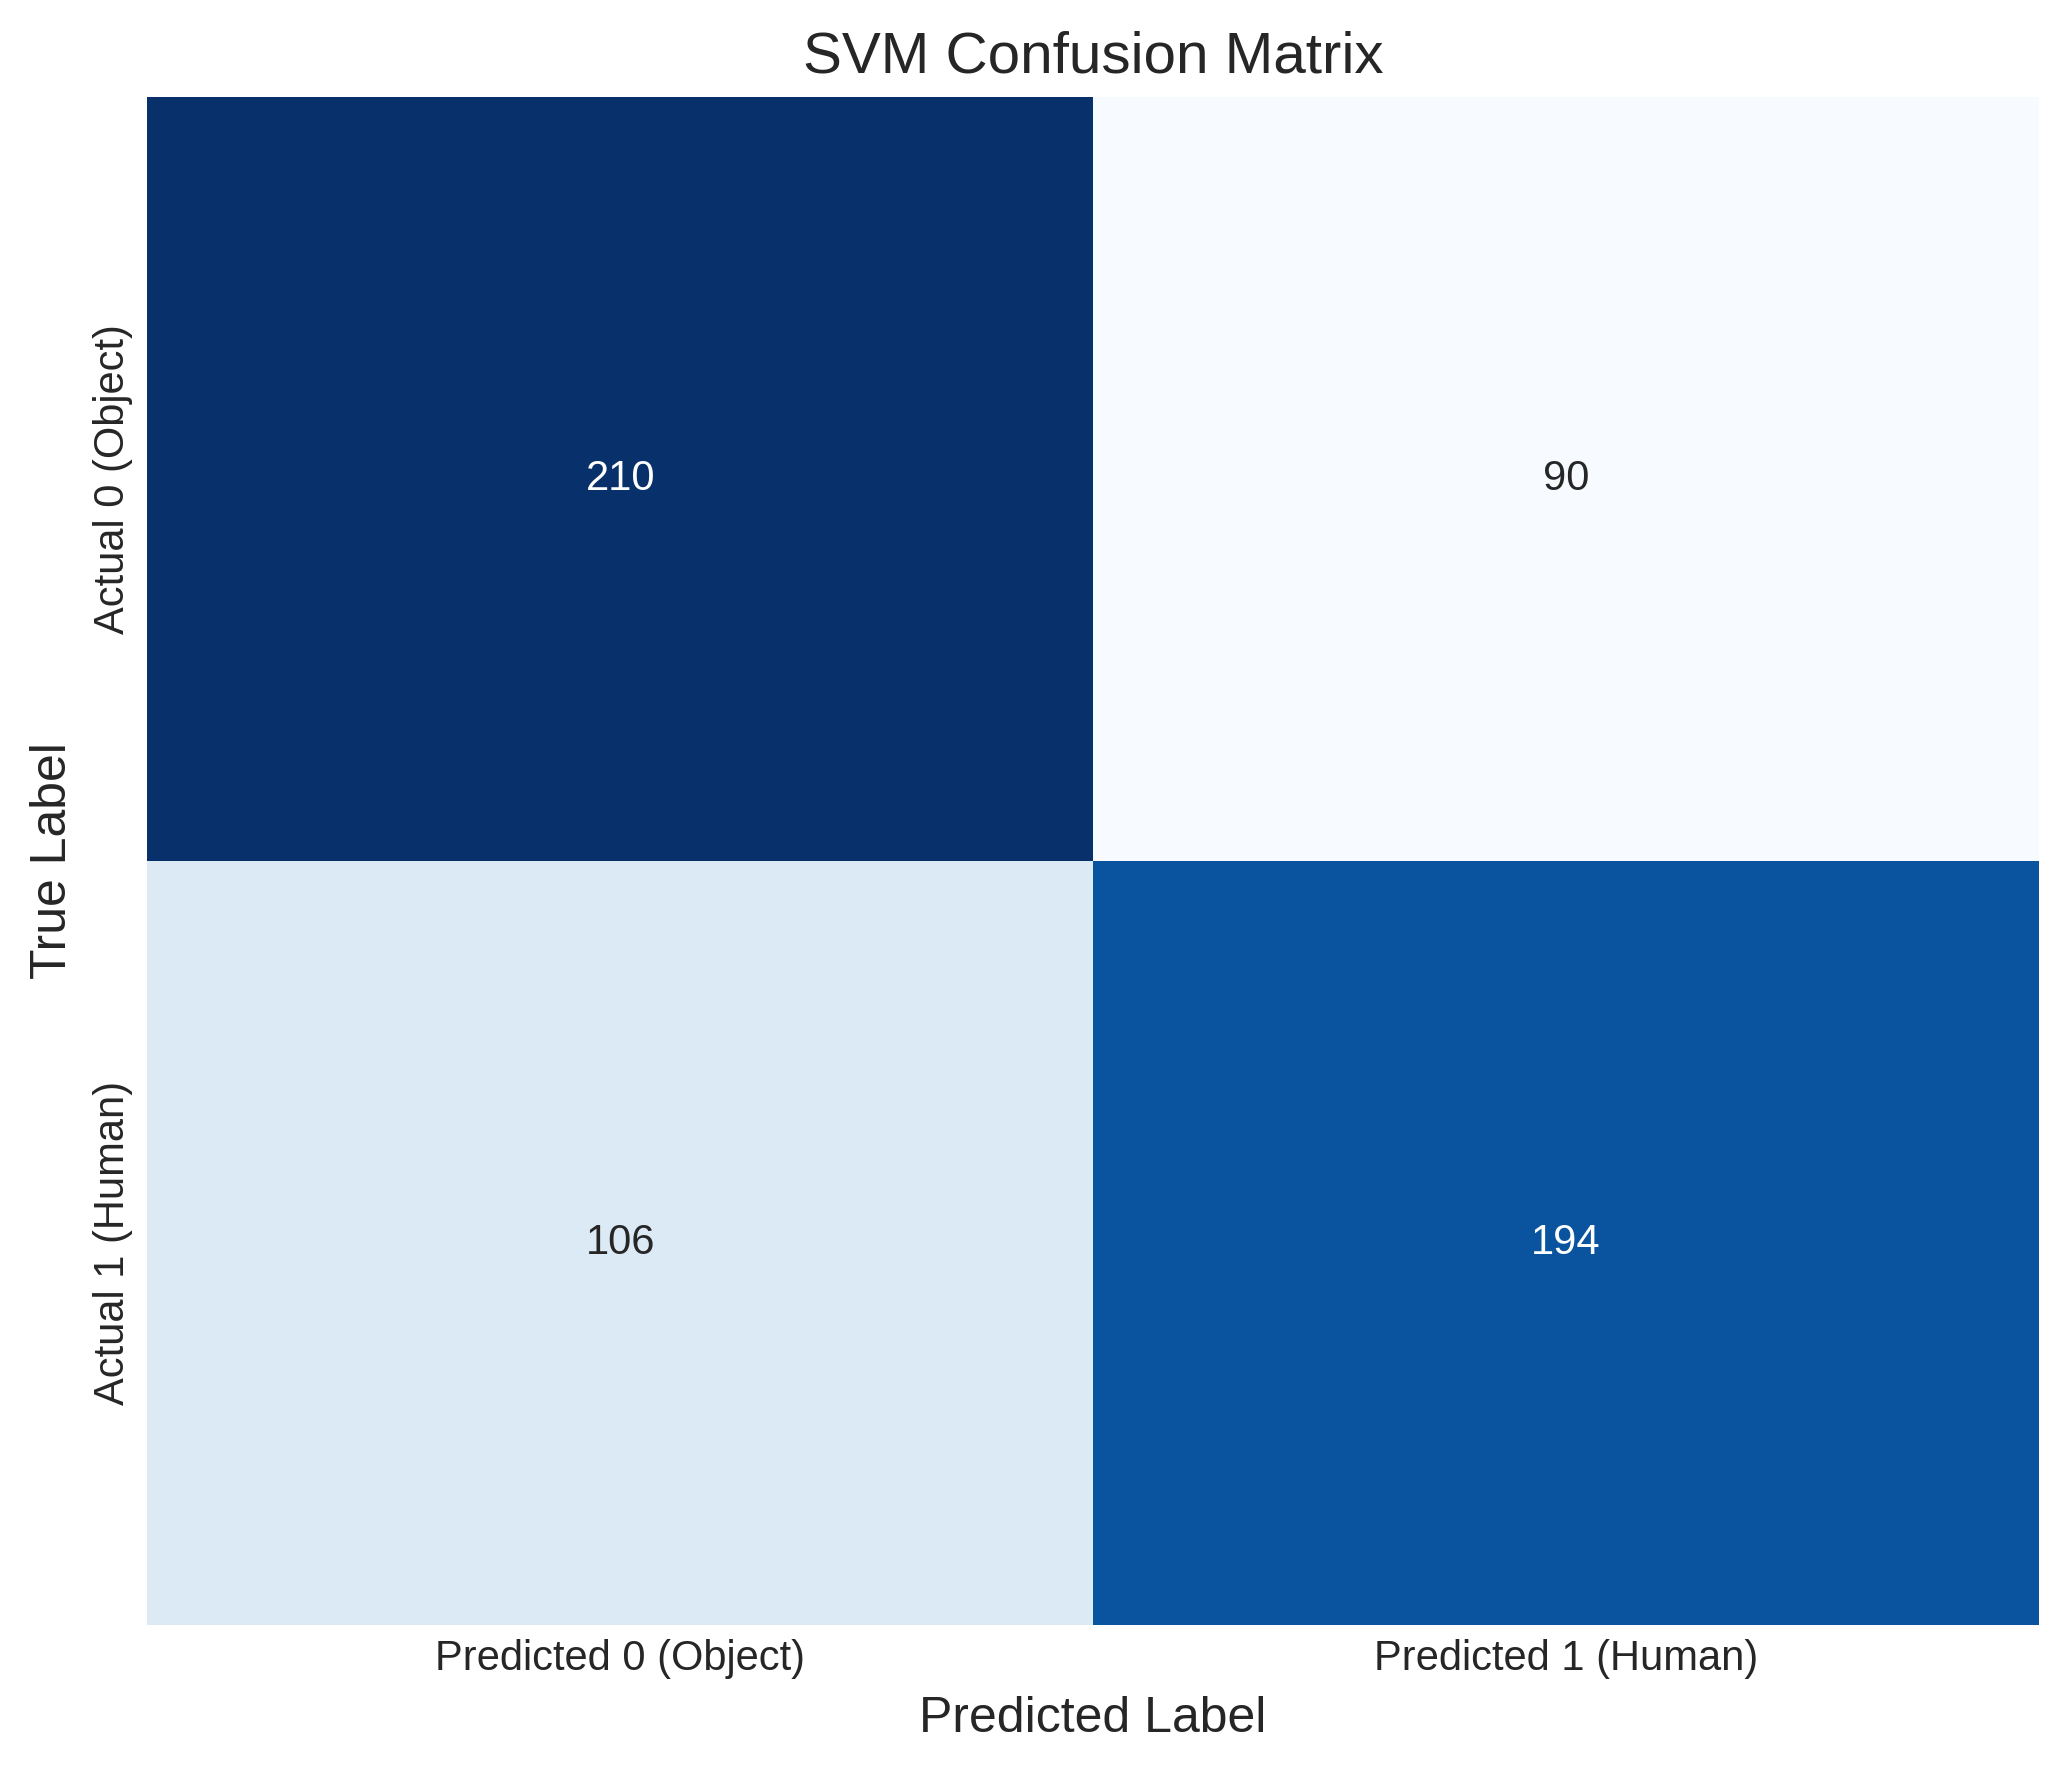 SVM Confusion Matrix
True Label
Actual 0 (Object)
210
90
Actual 1 (Human)
106
194
Predicted 0 (Object)
Predicted 1 (Human)
Predicted Label